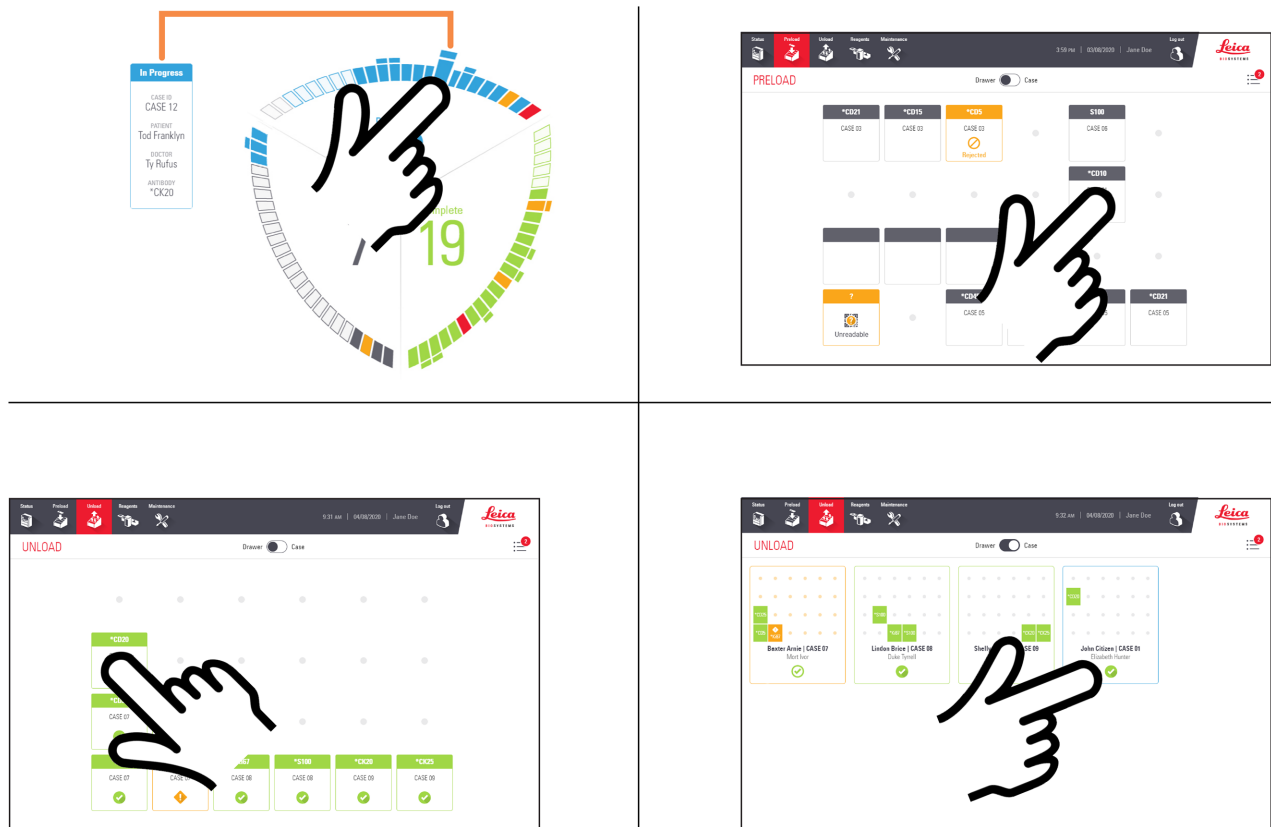 In Progress
CASE ID
CASE 12
PATIENT
Tod Franklyn
DOCTOR
Ty Rufus
ANTIBODY
*CK20
19
Status Preload Unload Reagents Maintenance Log out
3:59 PM | 03/08/2020 | Jane Doe
Leica
BIOSYSTEMS
PRELOAD
Drawer Case
2
*CD21 *CD15 *CD5 S100
CASE 03 CASE 03 CASE 03 CASE 06
Rejected
*CD10
? *CD21
CASE 05 CASE 05
Unreadable
Status Preload Unload Reagents Maintenance Log out
9:31 AM | 04/08/2020 | Jane Doe
Leica
BIOSYSTEMS
UNLOAD
Drawer Case
2
*CD20
CASE 07
*S100 *CK20 *CK25
CASE 07 CASE 08 CASE 08 CASE 09 CASE 09
Status Preload Unload Reagents Maintenance Log out
9:32 AM | 04/08/2020 | Jane Doe
Leica
BIOSYSTEMS
UNLOAD
Drawer Case
2
Baxter Arnie | CASE 07
Mort Ivor
Lindon Brice | CASE 08
Duke Tyrell
John Citizen | CASE 01
Elizabeth Hunter